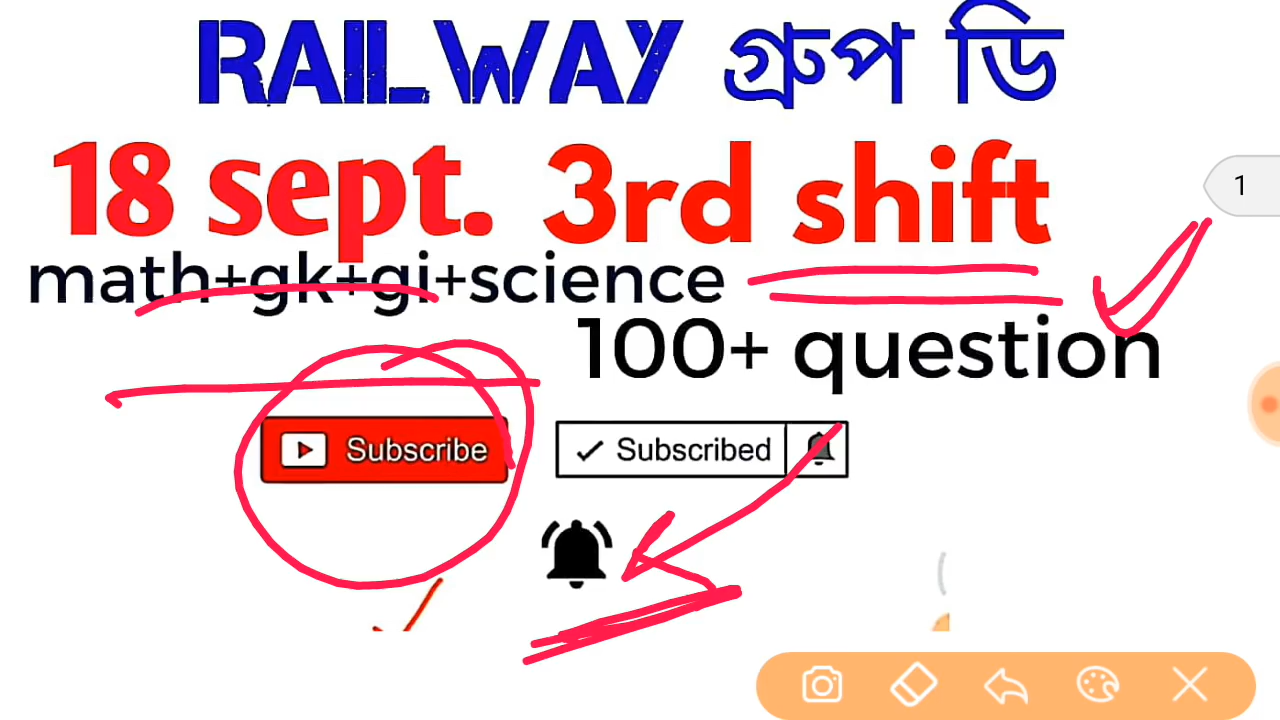 RAILWAY গ্রুপ ডি
18 sept. 3rd shift
math+gk+gi+science
100+ question
Subscribe
Subscribed
1